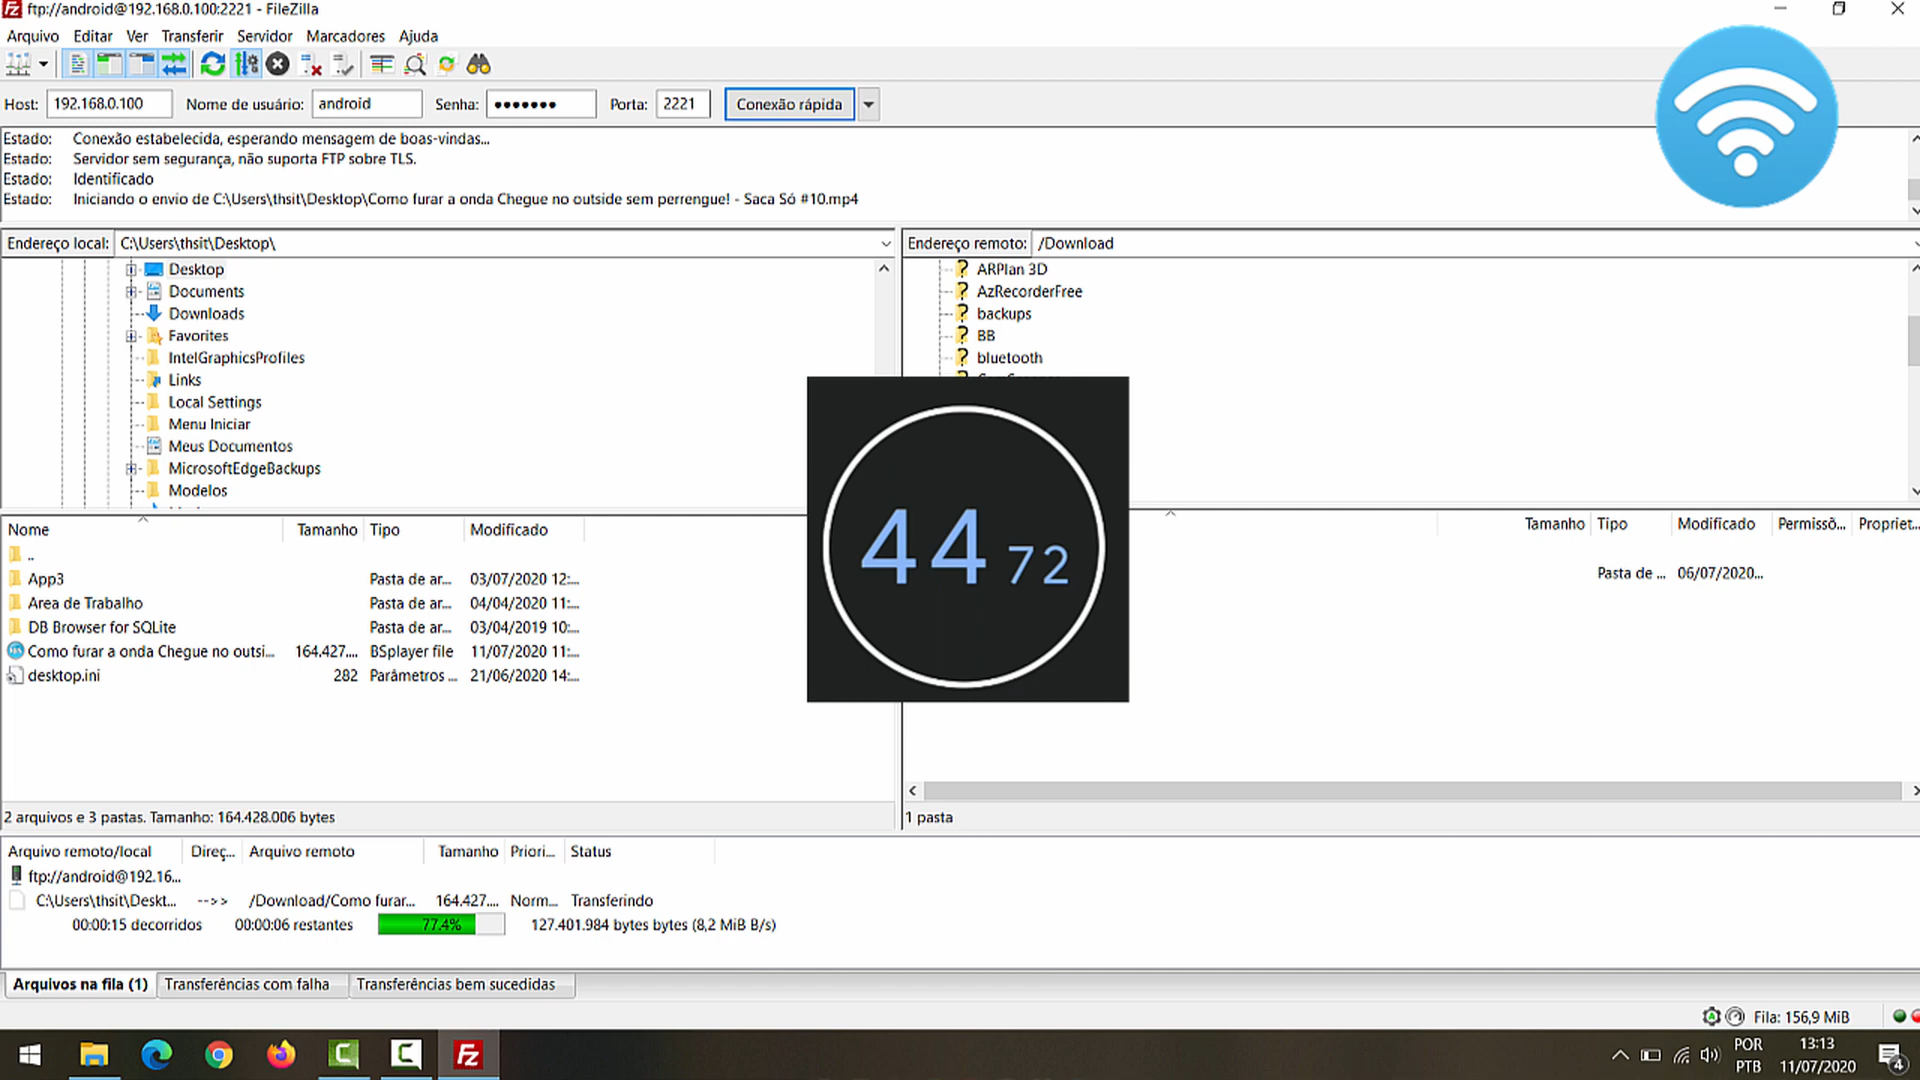 ftp://android@192.168.0.100:2221 - FileZilla
Arquivo Editar Ver Transferir Servidor Marcadores Ajuda
Host: 192.168.0.100 Nome de usuário: android Senha: ●●●●●●● Porta: 2221 Conexão rápida
Estado: Conexão estabelecida, esperando mensagem de boas-vindas...
Estado: Servidor sem segurança, não suporta FTP sobre TLS.
Estado: Identificado
Estado: Iniciando o envio de C:\Users\thsit\Desktop\Como furar a onda Chegue no outside sem perrengue! - Saca Só #10.mp4
Endereço local: C:\Users\thsit\Desktop\
Desktop
Documents
Downloads
Favorites
IntelGraphicsProfiles
Links
Local Settings
Menu Iniciar
Meus Documentos
MicrosoftEdgeBackups
Modelos
Endereço remoto: /Download
ARPlan 3D
AzRecorderFree
backups
BB
bluetooth
44 72
Nome Tamanho Tipo Modificado
..
App3 Pasta de ar... 03/07/2020 12:...
Area de Trabalho Pasta de ar... 04/04/2020 11:...
DB Browser for SQLite Pasta de ar... 03/04/2019 10:...
Como furar a onda Chegue no outsi... 164.427.... BSplayer file 11/07/2020 11:...
desktop.ini 282 Parâmetros ... 21/06/2020 14:...
2 arquivos e 3 pastas. Tamanho: 164.428.006 bytes
Tamanho Tipo Modificado Permissõ... Propriet...
Pasta de ... 06/07/2020...
1 pasta
Arquivo remoto/local Direç... Arquivo remoto Tamanho Priori... Status
ftp://android@192.16...
C:\Users\thsit\Deskt... -->> /Download/Como furar... 164.427.... Norm... Transferindo
00:00:15 decorridos 00:00:06 restantes 77.4% 127.401.984 bytes bytes (8,2 MiB B/s)
Arquivos na fila (1) Transferências com falha Transferências bem sucedidas
Fila: 156,9 MiB
POR
PTB
13:13
11/07/2020
4